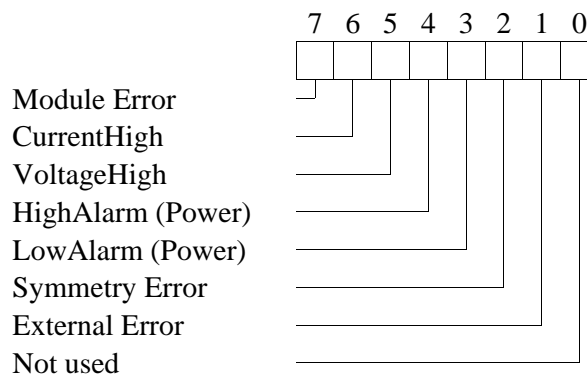 7 6 5 4 3 2 1 0
Module Error
CurrentHigh
VoltageHigh
HighAlarm (Power)
LowAlarm (Power)
Symmetry Error
External Error
Not used